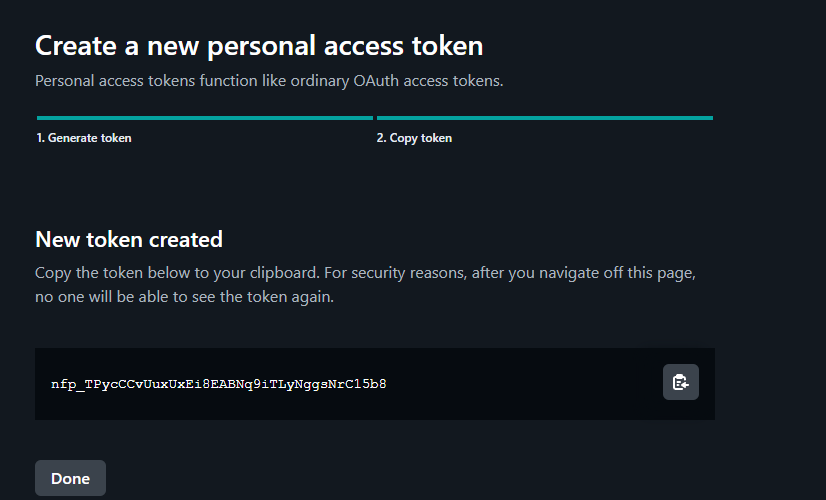 Create a new personal access token
Personal access tokens function like ordinary OAuth access tokens.
1. Generate token
2. Copy token
New token created
Copy the token below to your clipboard. For security reasons, after you navigate off this page,
no one will be able to see the token again.
nfp_TPycCCvUuxUxEi8EABNq9iTLyNggsNrC15b8
Done